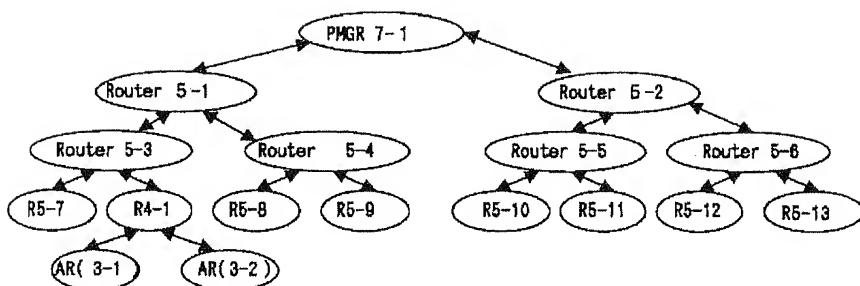 PMGR 7-1
Router 5-1
Router 5-2
Router 5-3
Router 5-4
Router 5-5
Router 5-6
R5-7
R4-1
R5-8
R5-9
R5-10
R5-11
R5-12
R5-13
AR( 3-1 )
AR( 3-2 )